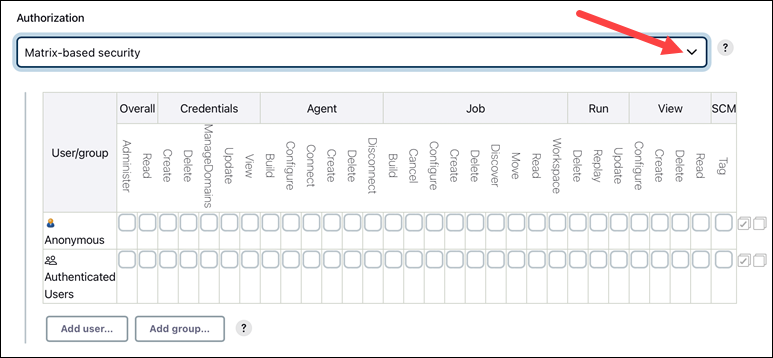 Authorization
Matrix-based security
?
User/group
Overall Credentials Agent Job Run View SCM
Administer Read Create Delete ManageDomains Update View Build Configure Connect Create Delete Disconnect Build Cancel Configure Create Delete Discover Move Read Workspace Delete Replay Update Configure Create Delete Read Tag
Anonymous
Authenticated
Users
Add user... Add group... ?